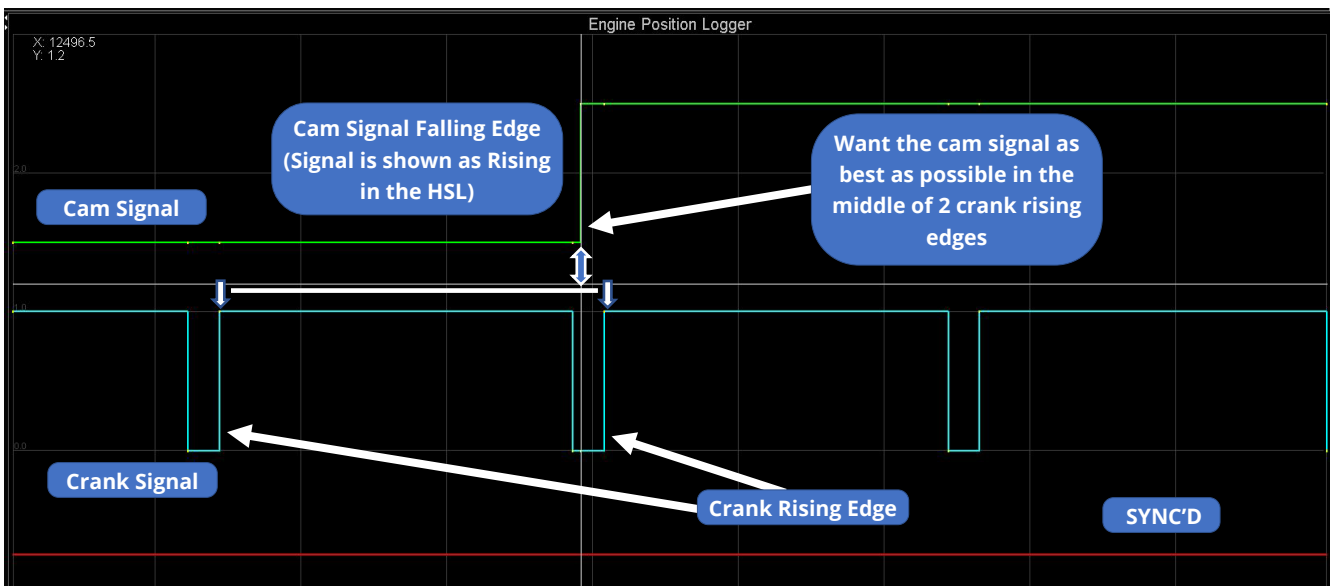 Engine Position Logger
X: 12496.5
Y: 1.2
Cam Signal Falling Edge
(Signal is shown as Rising
in the HSL)
Want the cam signal as
best as possible in the
middle of 2 crank rising
edges
2.0
Cam Signal
1.0
0.0
Crank Signal
Crank Rising Edge
SYNC'D